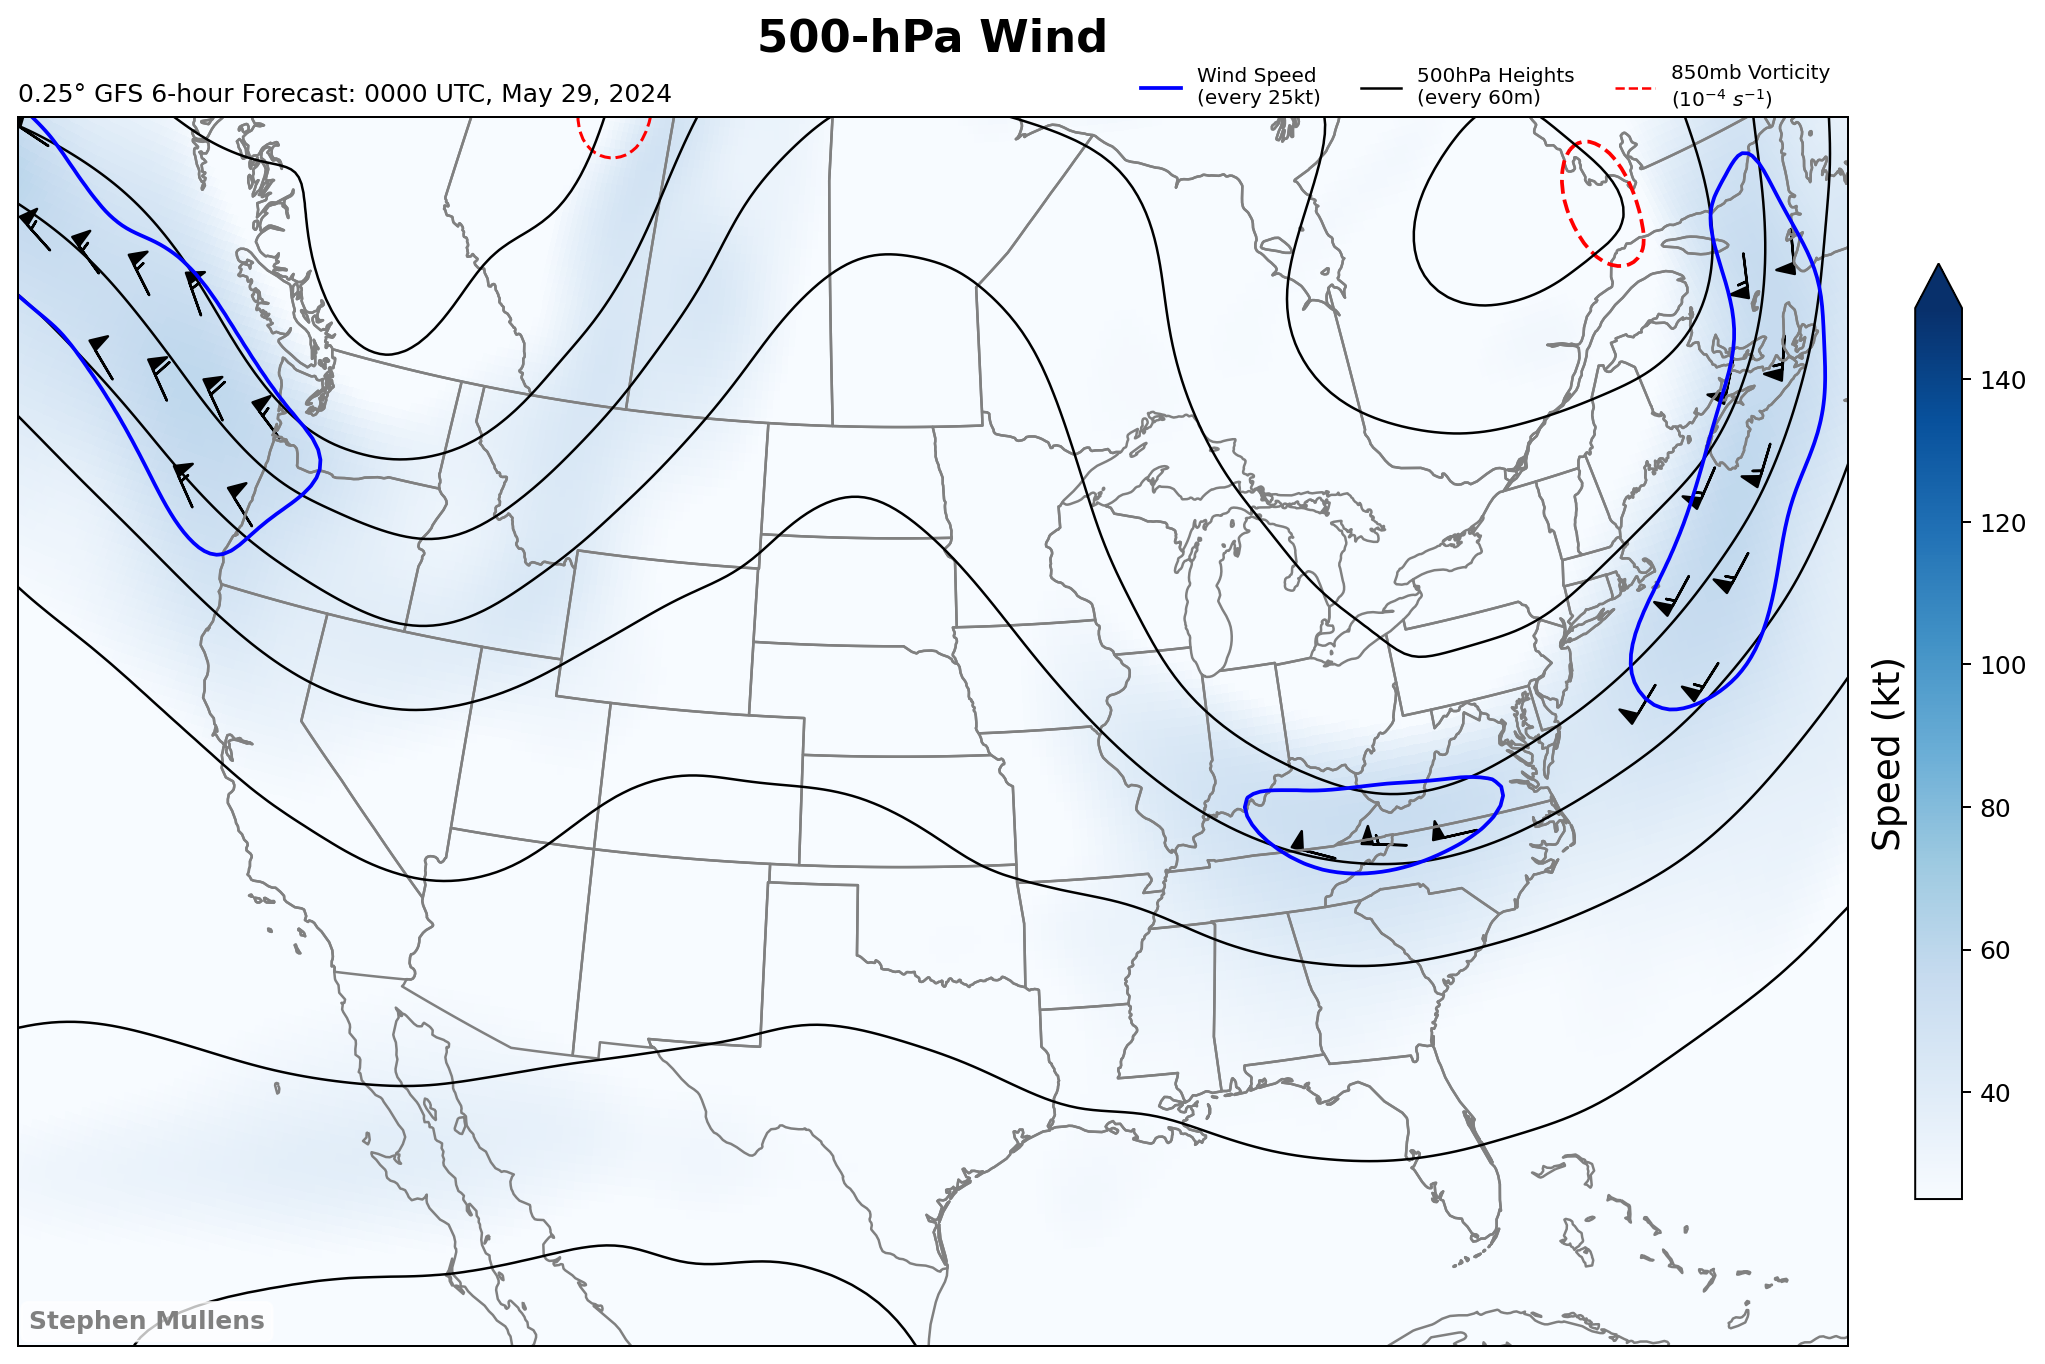 500-hPa Wind
0.25° GFS 6-hour Forecast: 0000 UTC, May 29, 2024
Wind Speed
(every 25kt)
500hPa Heights
(every 60m)
850mb Vorticity
(10⁻⁴ s⁻¹)
140
120
100
80
60
40
Speed (kt)
Stephen Mullens